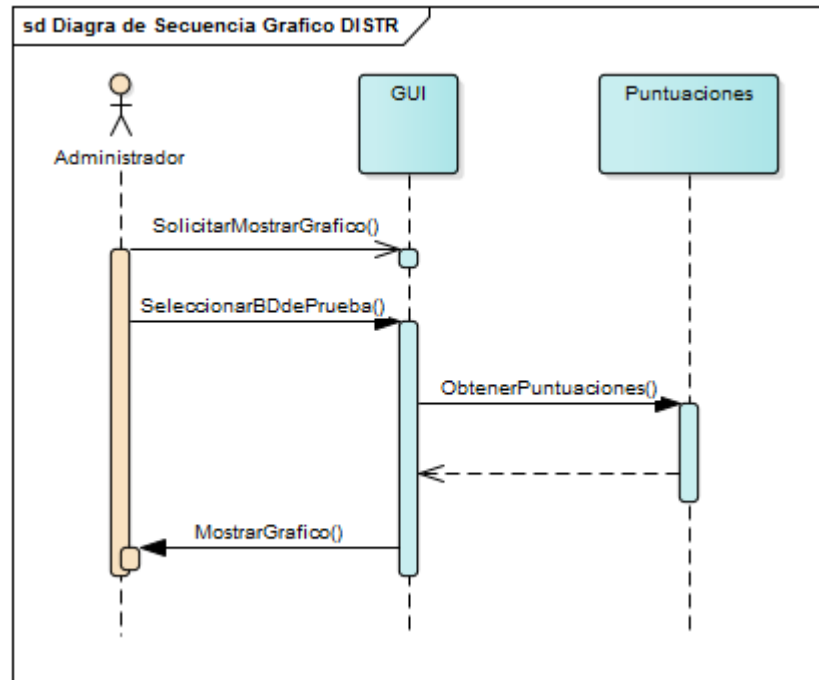 sd Diagra de Secuencia Grafico DISTR
GUI
Puntuaciones
Administrador
SolicitarMostrarGrafico()
SeleccionarBDdePrueba()
ObtenerPuntuaciones()
MostrarGrafico()